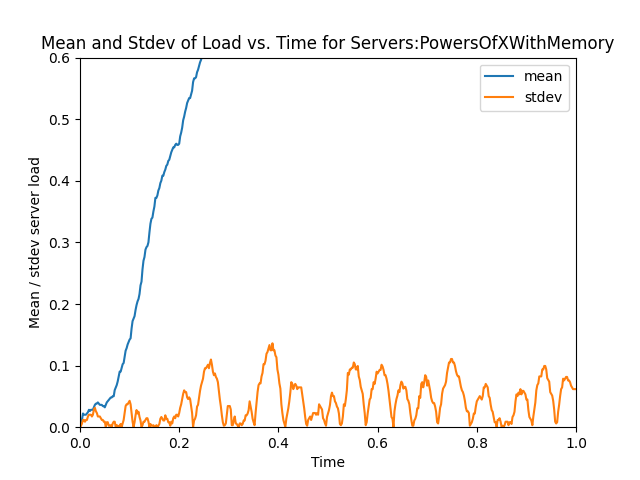 Mean and Stdev of Load vs. Time for Servers:PowersOfXWithMemory
0.6
mean
stdev
0.5
0.4
0.3
0.2
0.1
0.0
Mean / stdev server load
0.0 0.2 0.4 0.6 0.8 1.0
Time